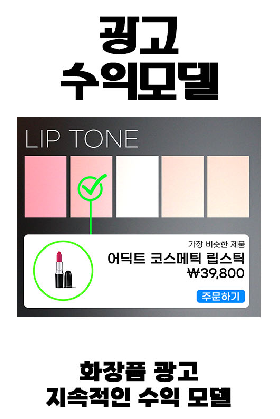 광고
수익모델
LIP TONE
가장 비슷한 제품
어딕트 코스메틱 립스틱
₩39,800
주문하기
화장품 광고
지속적인 수익 모델